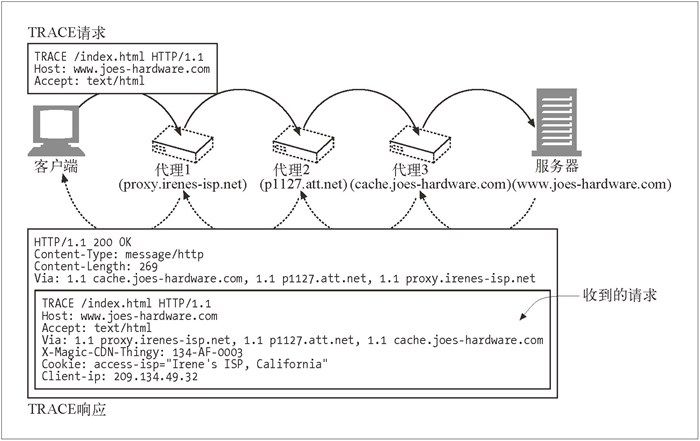 TRACE请求
TRACE /index.html HTTP/1.1
Host: www.joes-hardware.com
Accept: text/html
客户端
代理1
(proxy.irenes-isp.net)
代理2
(p1127.att.net)
代理3
(cache.joes-hardware.com)
服务器
(www.joes-hardware.com)
HTTP/1.1 200 OK
Content-Type: message/http
Content-Length: 269
Via: 1.1 cache.joes-hardware.com, 1.1 p1127.att.net, 1.1 proxy.irenes-isp.net
TRACE /index.html HTTP/1.1
Host: www.joes-hardware.com
Accept: text/html
Via: 1.1 proxy.irenes-isp.net, 1.1 p1127.att.net, 1.1 cache.joes-hardware.com
X-Magic-CDN-Thingy: 134-AF-0003
Cookie: access-isp="Irene's ISP, California"
Client-ip: 209.134.49.32
收到的请求
TRACE响应